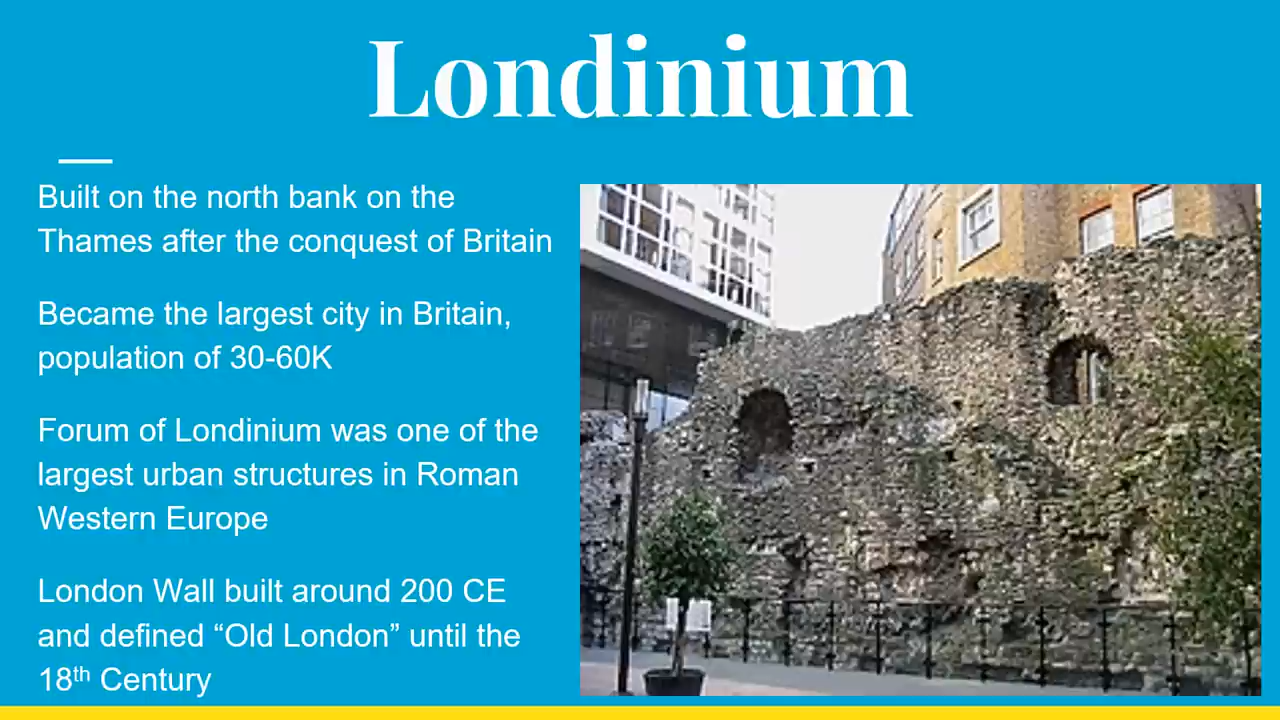 Londinium
Built on the north bank on the
Thames after the conquest of Britain
Became the largest city in Britain,
population of 30-60K
Forum of Londinium was one of the
largest urban structures in Roman
Western Europe
London Wall built around 200 CE
and defined “Old London” until the
18th Century